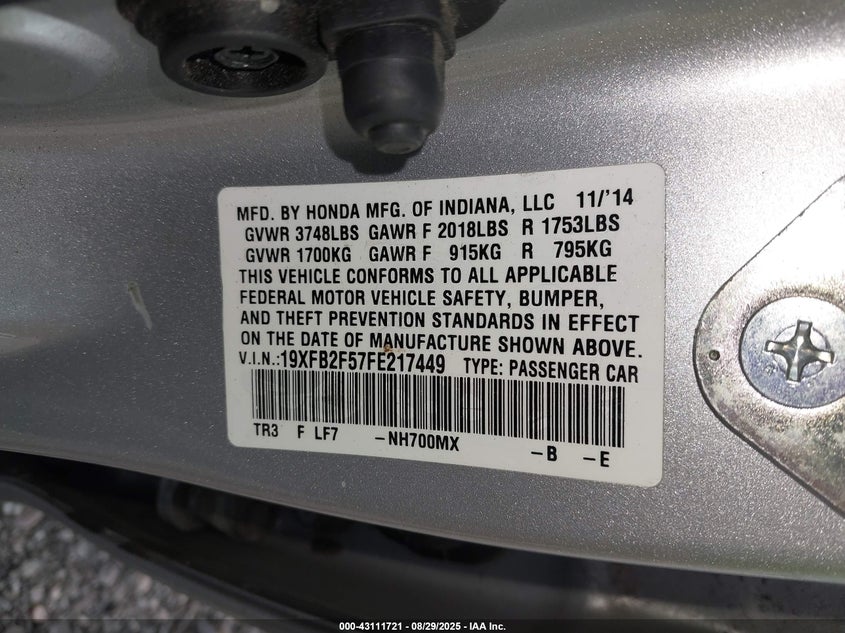 MFD. BY HONDA MFG. OF INDIANA, LLC 11/'14
GVWR 3748LBS GAWR F 2018LBS R 1753LBS
GVWR 1700KG GAWR F 915KG R 795KG
THIS VEHICLE CONFORMS TO ALL APPLICABLE
FEDERAL MOTOR VEHICLE SAFETY, BUMPER,
AND THEFT PREVENTION STANDARDS IN EFFECT
ON THE DATE OF MANUFACTURE SHOWN ABOVE.
V.I.N.:19XFB2F57FE217449 TYPE: PASSENGER CAR
TR3 F LF7 -NH700MX -B -E
000-43111721 - 08/29/2025 - IAA Inc.